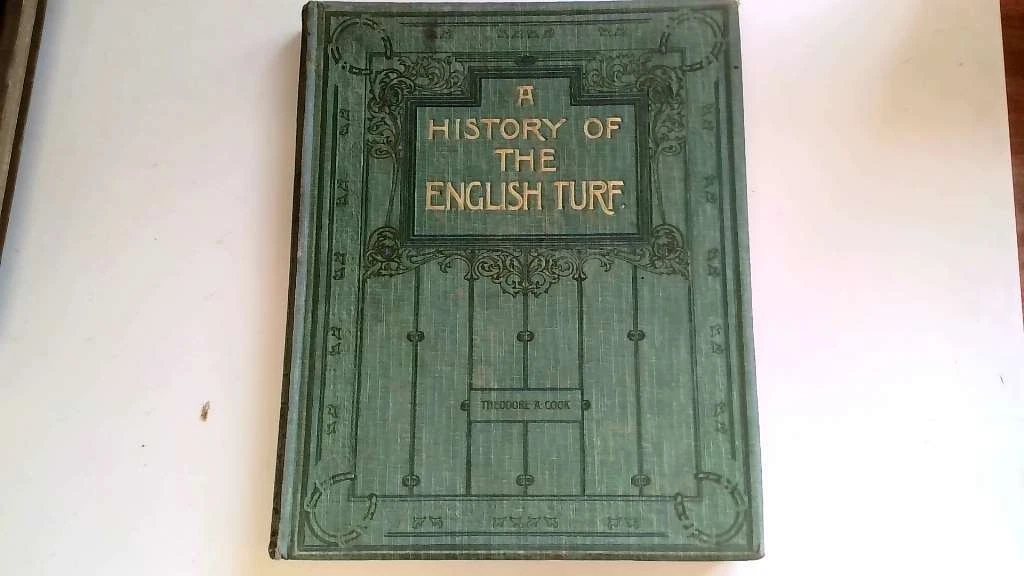 A
HISTORY OF
THE
ENGLISH TURF.
THEODORE·A·COOK